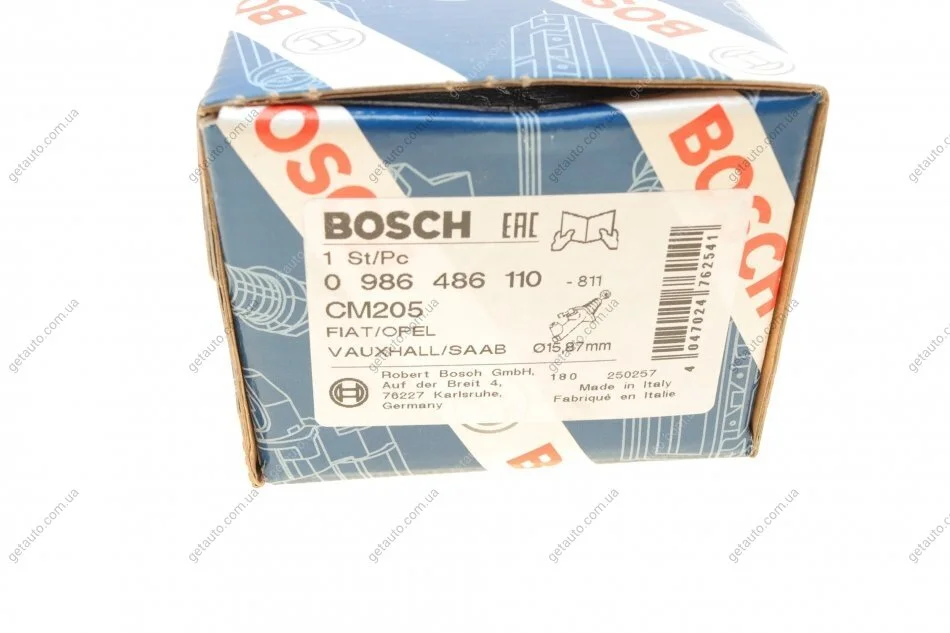 BOSCH
BOSCH
BOSCH
BOSCH
BOSCH EAC
1 St/Pc
0 986 486 110 -811
CM205
FIAT/OPEL
VAUXHALL/SAAB Ø15,87mm
4 047024 762541
Robert Bosch GmbH,
Auf der Breit 4,
76227 Karlsruhe,
Germany
180 250257
Made in Italy
Fabriqué en Italie
getauto.com.ua